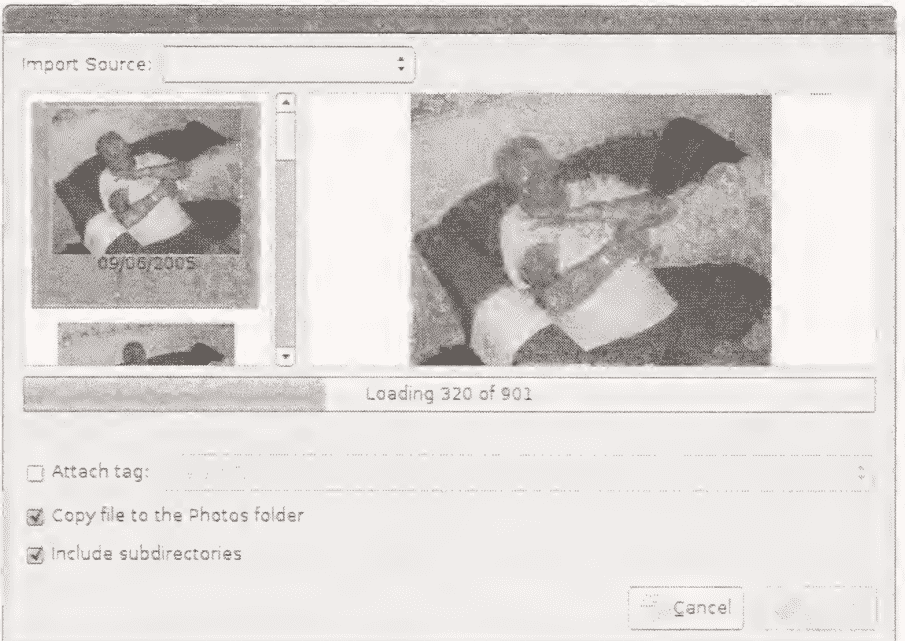 Import Source:
09/06/2005
Loading 320 of 901
Attach tag:
Copy file to the Photos folder
Include subdirectories
Cancel